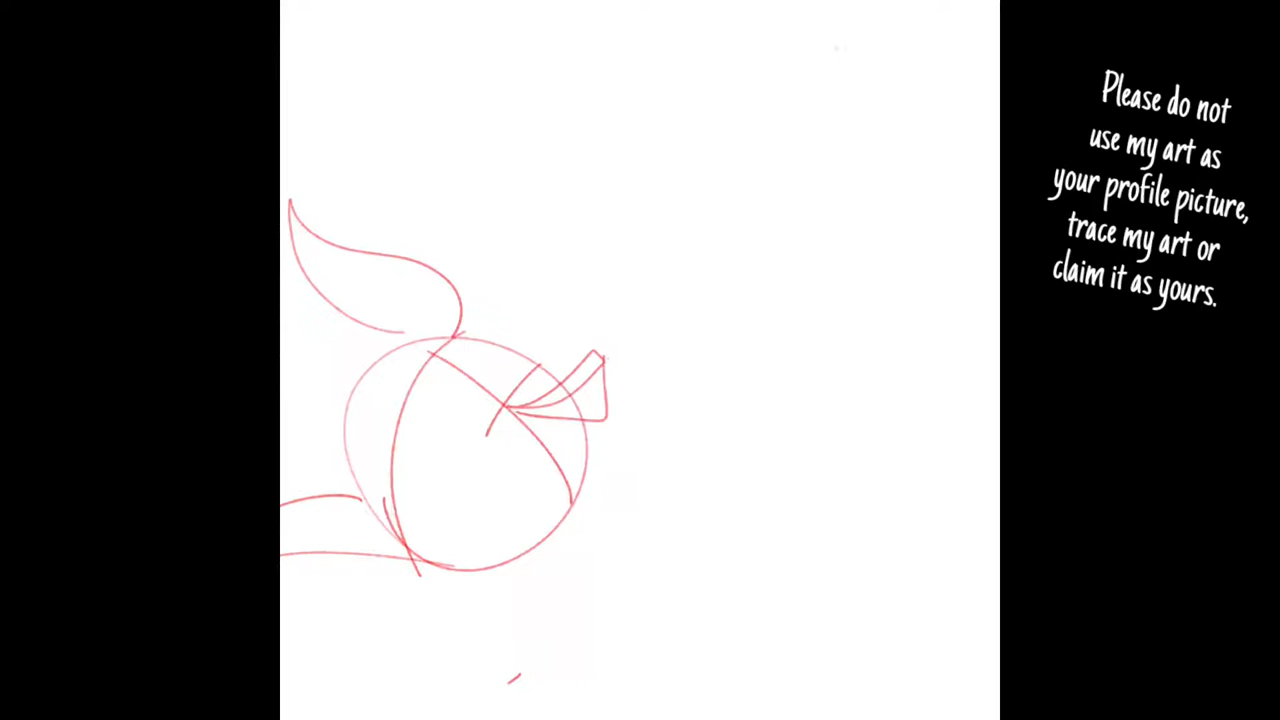 Please do not
use my art as
your profile picture,
trace my art or
claim it as yours.